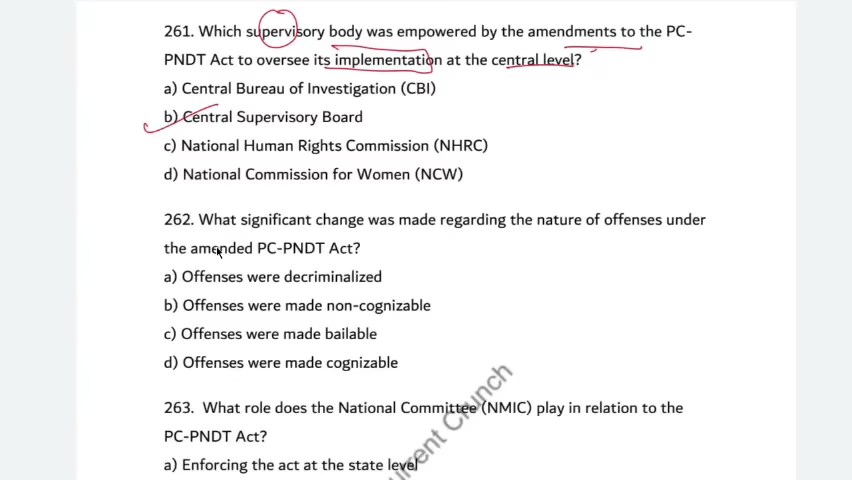 261. Which supervisory body was empowered by the amendments to the PC-
PNDT Act to oversee its implementation at the central level?
a) Central Bureau of Investigation (CBI)
b) Central Supervisory Board
c) National Human Rights Commission (NHRC)
d) National Commission for Women (NCW)
262. What significant change was made regarding the nature of offenses under
the amended PC-PNDT Act?
a) Offenses were decriminalized
b) Offenses were made non-cognizable
c) Offenses were made bailable
d) Offenses were made cognizable
263. What role does the National Committee (NMIC) play in relation to the
PC-PNDT Act?
a) Enforcing the act at the state level
Crunch